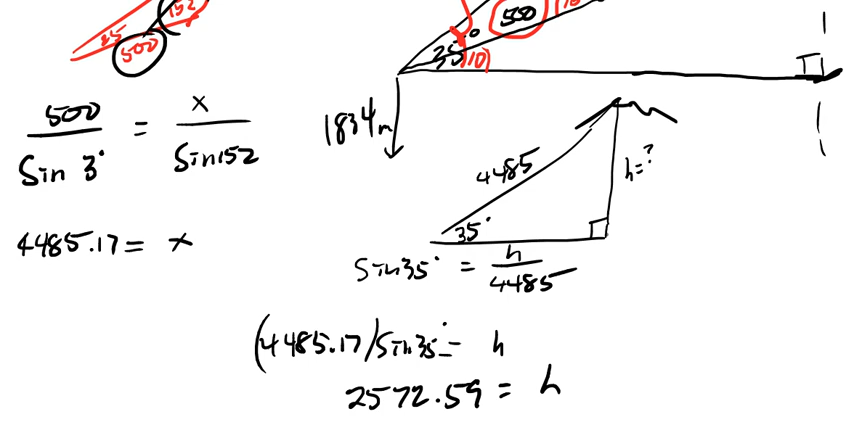 25
500
152
500
25°
(10)
1834m
500 / Sin 3° = x / Sin152
4485.17 = x
4485
h=?
35°
Sin35° = h / 4485
(4485.17)(Sin35° = h
2572.59 = h